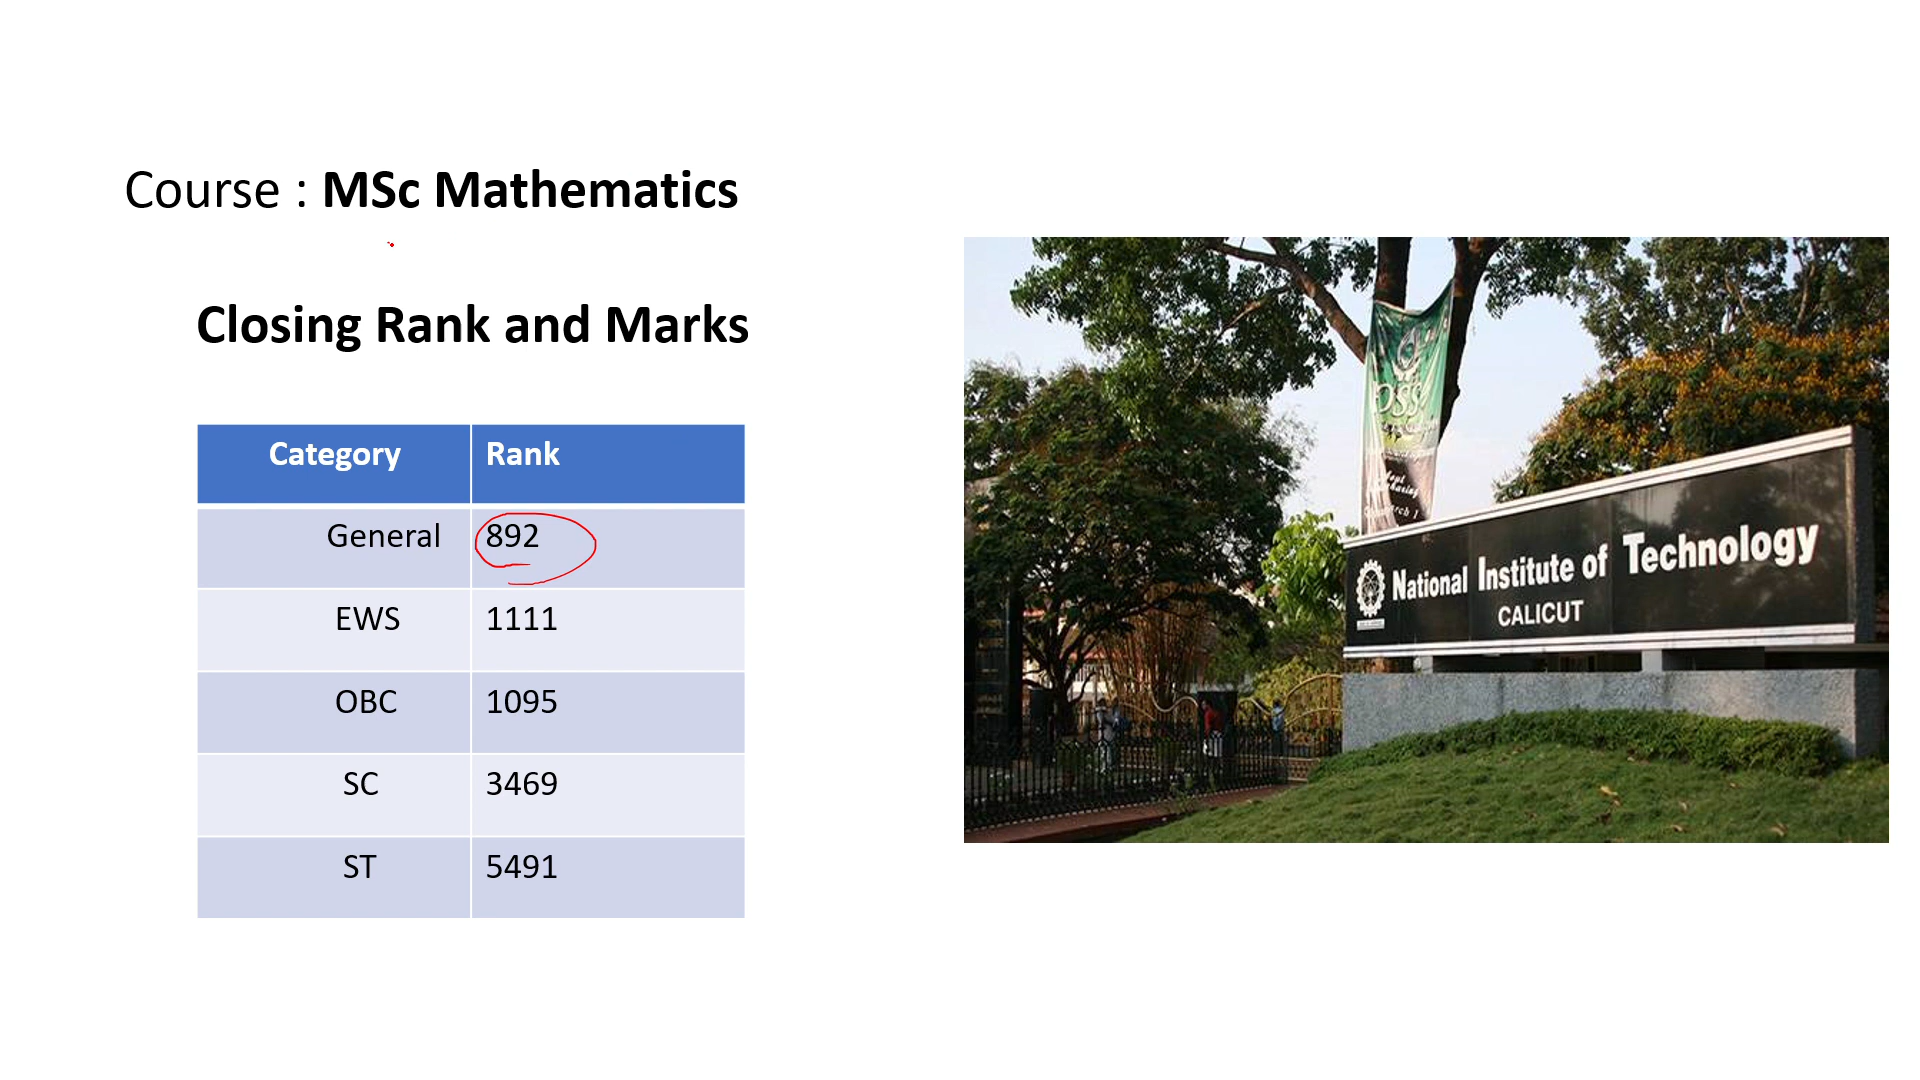 Course : MSc Mathematics
Closing Rank and Marks
Category Rank
General 892
EWS 1111
OBC 1095
SC 3469
ST 5491
National Institute of Technology
CALICUT